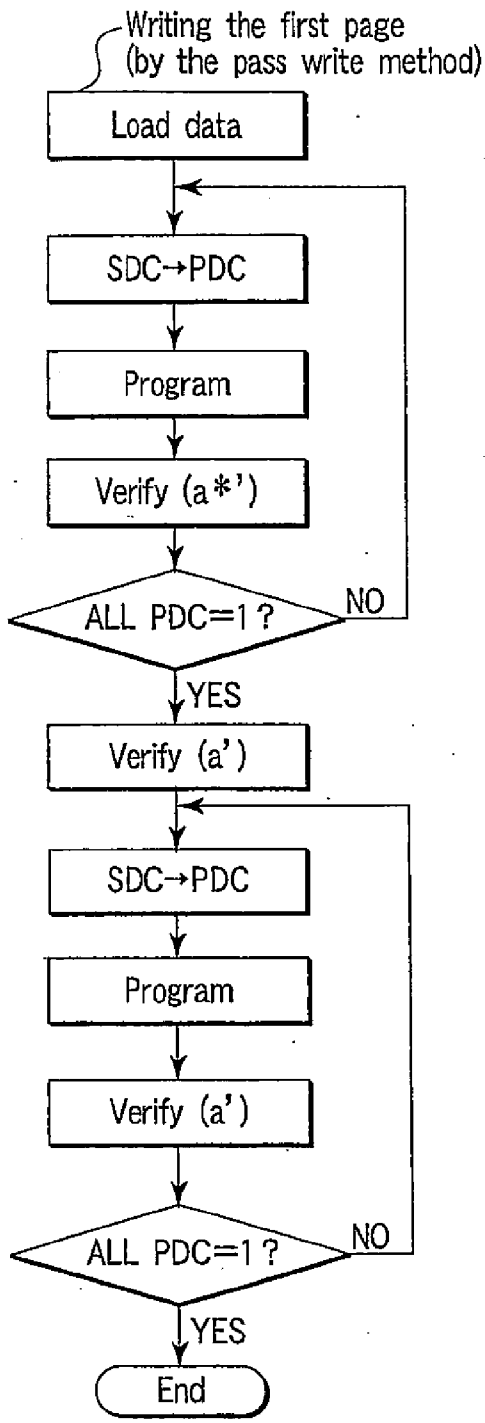 Writing the first page
(by the pass write method)
Load data
SDC→PDC
Program
Verify (a*')
ALL PDC=1?
NO
YES
Verify (a')
SDC→PDC
Program
Verify (a')
ALL PDC=1?
NO
YES
End